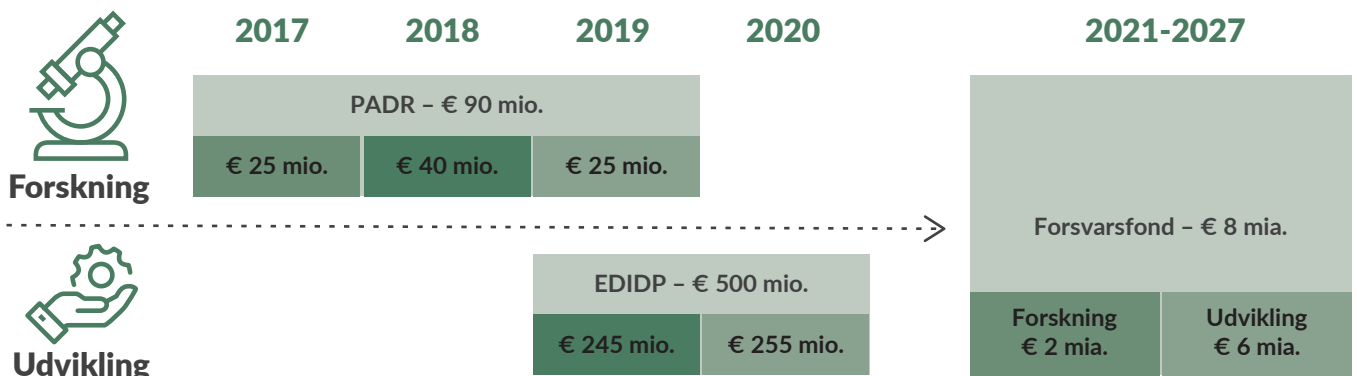 2017 2018 2019 2020 2021-2027
PADR – € 90 mio.
€ 25 mio. € 40 mio. € 25 mio.
Forskning
Forsvarsfond – € 8 mia.
EDIDP – € 500 mio.
€ 245 mio. € 255 mio.
Forskning
€ 2 mia.
Udvikling
€ 6 mia.
Udvikling